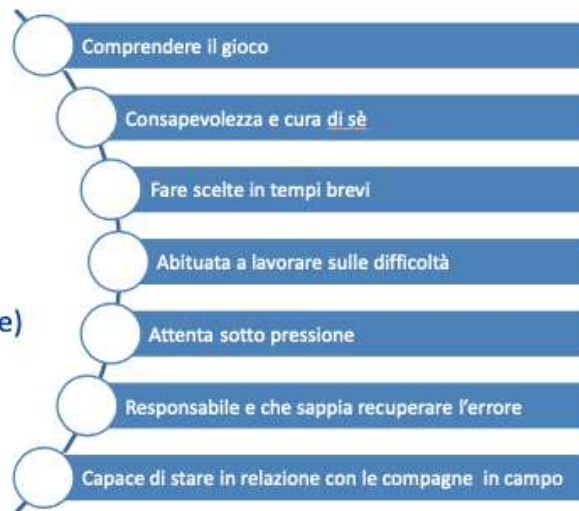 Comprendere il gioco
Consapevolezza e cura di sè
Fare scelte in tempi brevi
Abituata a lavorare sulle difficoltà
e)
Attenta sotto pressione
Responsabile e che sappia recuperare l'errore
Capace di stare in relazione con le compagne in campo